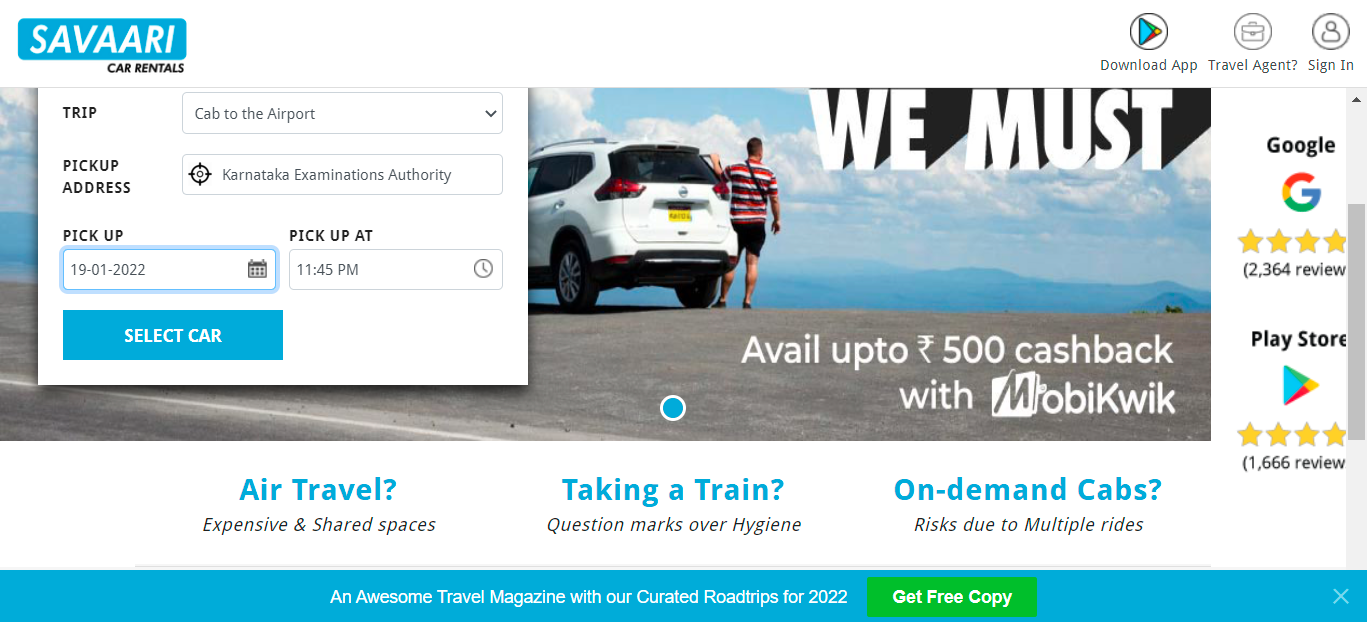 SAVAARI
CAR RENTALS
Download App
Travel Agent?
Sign In
TRIP
Cab to the Airport
PICKUP
ADDRESS
Karnataka Examinations Authority
PICK UP
PICK UP AT
19-01-2022
11:45 PM
SELECT CAR
WE MUST
Avail upto ₹ 500 cashback
with MobiKwik
Google
(2,364 review
Play Store
(1,666 review
Air Travel?
Expensive & Shared spaces
Taking a Train?
Question marks over Hygiene
On-demand Cabs?
Risks due to Multiple rides
An Awesome Travel Magazine with our Curated Roadtrips for 2022
Get Free Copy